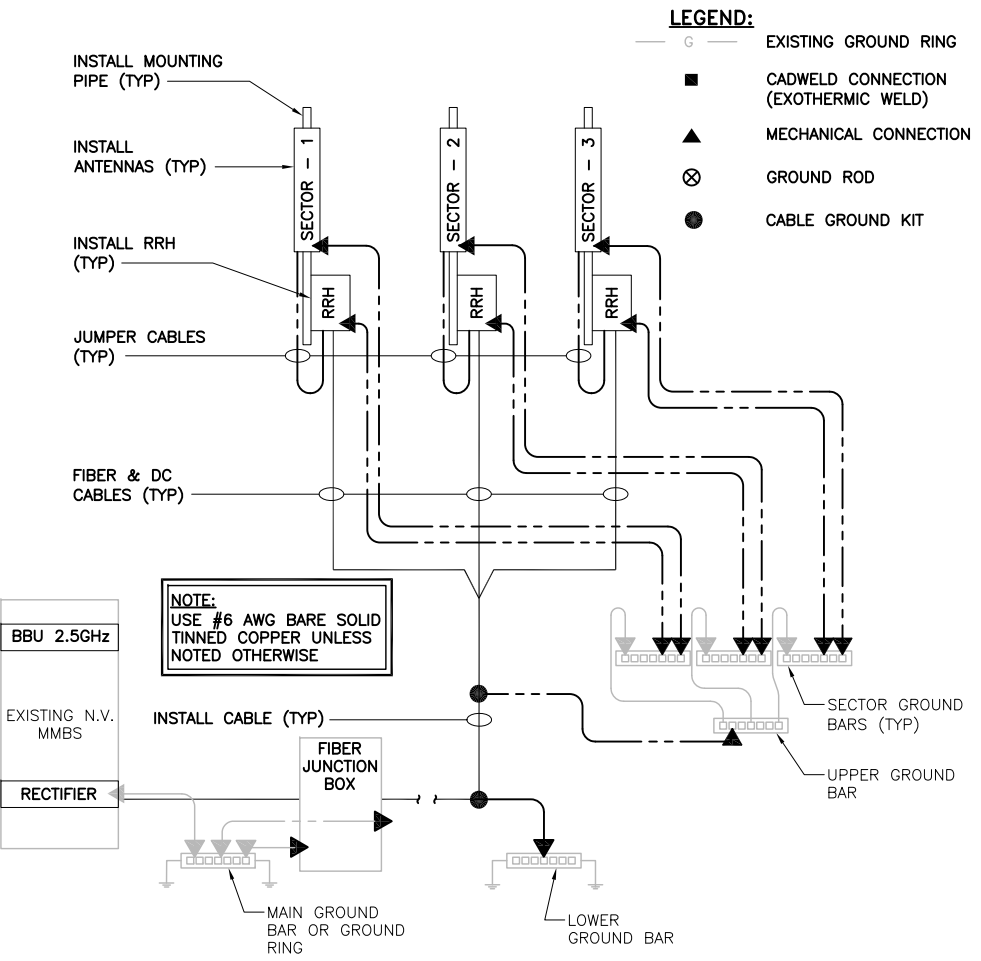 LEGEND:
G
EXISTING GROUND RING
CADWELD CONNECTION
(EXOTHERMIC WELD)
MECHANICAL CONNECTION
GROUND ROD
CABLE GROUND KIT
INSTALL MOUNTING
PIPE (TYP)
INSTALL
ANTENNAS (TYP)
INSTALL RRH
(TYP)
JUMPER CABLES
(TYP)
FIBER & DC
CABLES (TYP)
SECTOR - 1
SECTOR - 2
SECTOR - 3
RRH
RRH
RRH
NOTE:
USE #6 AWG BARE SOLID
TINNED COPPER UNLESS
NOTED OTHERWISE
BBU 2.5GHz
EXISTING N.V.
MMBS
RECTIFIER
INSTALL CABLE (TYP)
FIBER
JUNCTION
BOX
SECTOR GROUND
BARS (TYP)
UPPER GROUND
BAR
MAIN GROUND
BAR OR GROUND
RING
LOWER
GROUND BAR